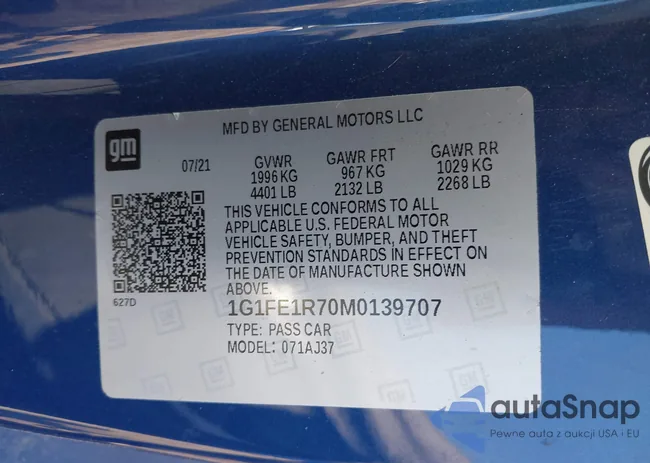 MFD BY GENERAL MOTORS LLC
gm
07/21
GVWR GAWR FRT GAWR RR
1996 KG 967 KG 1029 KG
4401 LB 2132 LB 2268 LB
THIS VEHICLE CONFORMS TO ALL
APPLICABLE U.S. FEDERAL MOTOR
VEHICLE SAFETY, BUMPER, AND THEFT
PREVENTION STANDARDS IN EFFECT ON
THE DATE OF MANUFACTURE SHOWN
ABOVE.
627D
1G1FE1R70M0139707
TYPE: PASS CAR
MODEL: 071AJ37
autaSnap
Pewne auta z aukcji USA i EU